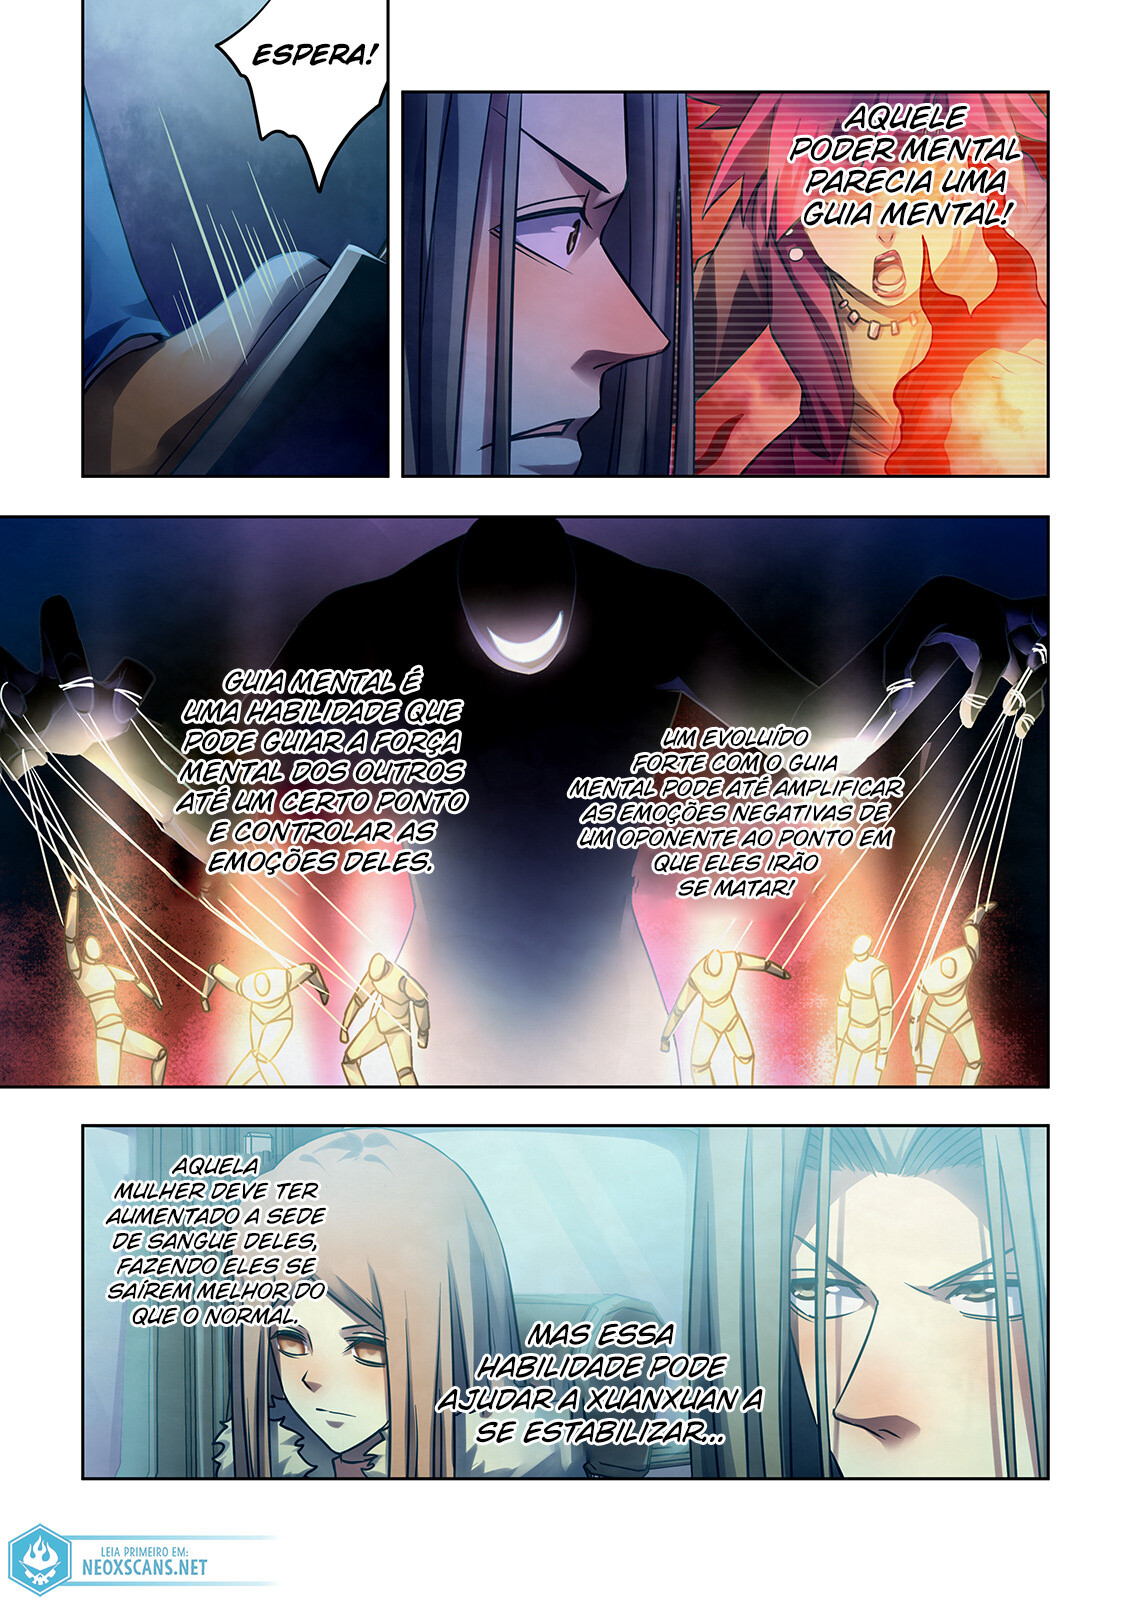 ESPERA!
AQUELE
PODER MENTAL
PARECIA UMA
GUIA MENTAL!
GUIA MENTAL É
UMA HABILIDADE QUE
PODE GUIAR A FORÇA
MENTAL DOS OUTROS
ATÉ UM CERTO PONTO
E CONTROLAR AS
EMOÇÕES DELES.
UM EVOLUÍDO
FORTE COM O GUIA
MENTAL PODE ATÉ AMPLIFICAR
AS EMOÇÕES NEGATIVAS DE
UM OPONENTE AO PONTO EM
QUE ELES IRÃO
SE MATAR!
AQUELA
MULHER DEVE TER
AUMENTADO A SEDE
DE SANGUE DELES,
FAZENDO ELES SE
SAÍREM MELHOR DO
QUE O NORMAL.
MAS ESSA
HABILIDADE PODE
AJUDAR A XUANXUAN A
SE ESTABILIZAR...
LEIA PRIMEIRO EM:
NEOXSCANS.NET